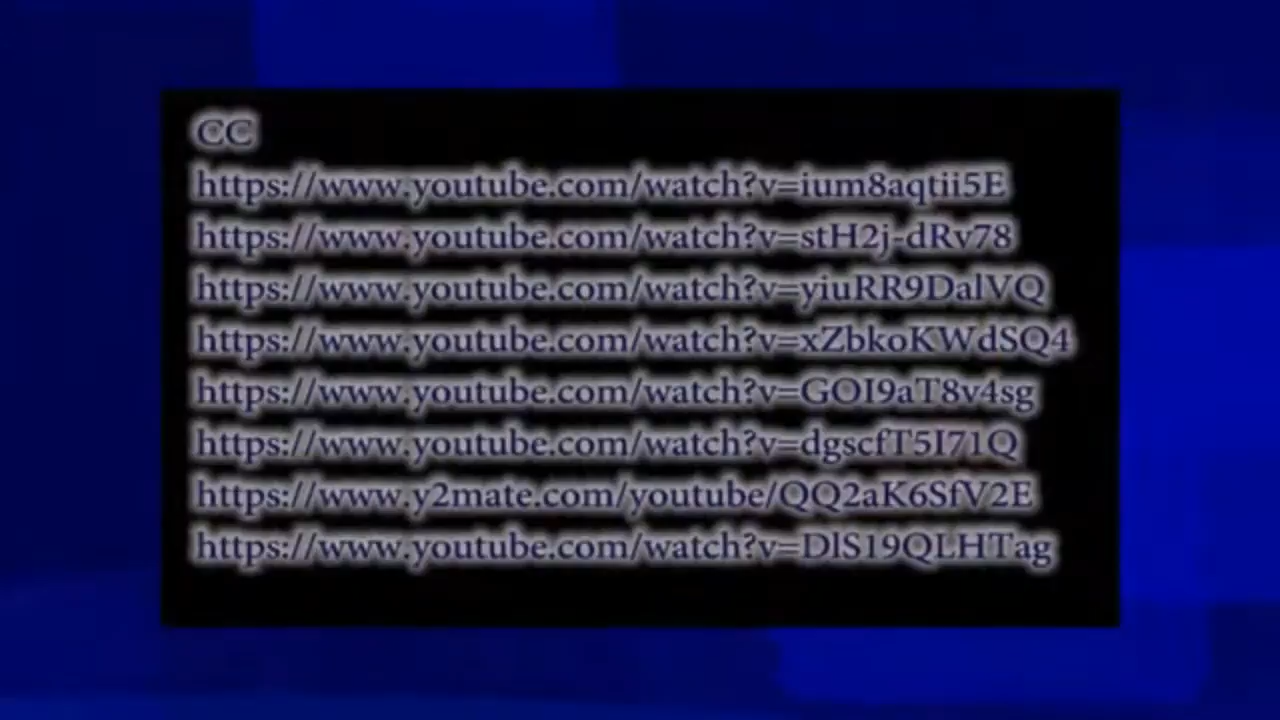 CC
https://www.youtube.com/watch?v=ium8aqtii5E
https://www.youtube.com/watch?v=stH2j-dRv78
https://www.youtube.com/watch?v=yiuRR9DalVQ
https://www.youtube.com/watch?v=xZbkoKWdSQ4
https://www.youtube.com/watch?v=GOI9aT8v4sg
https://www.youtube.com/watch?v=dgscfT5I71Q
https://www.y2mate.com/youtube/QQ2aK6SfV2E
https://www.youtube.com/watch?v=DlS19QLHTag